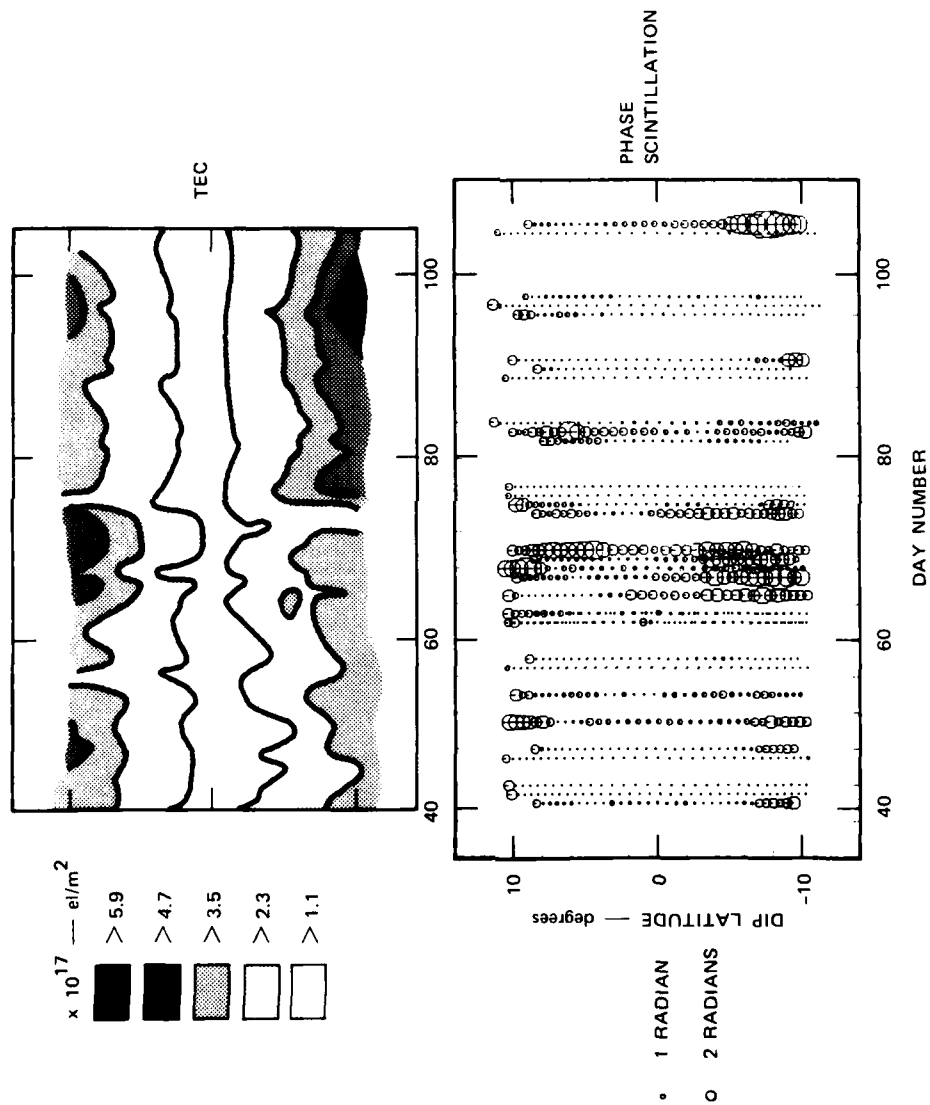 × 10^17 — el/m^2
> 5.9
> 4.7
> 3.5
> 2.3
> 1.1
TEC
40
60
80
100
PHASE
SCINTILLATION
10
0
-10
DIP LATITUDE — degrees
40
60
80
100
DAY NUMBER
1 RADIAN
2 RADIANS